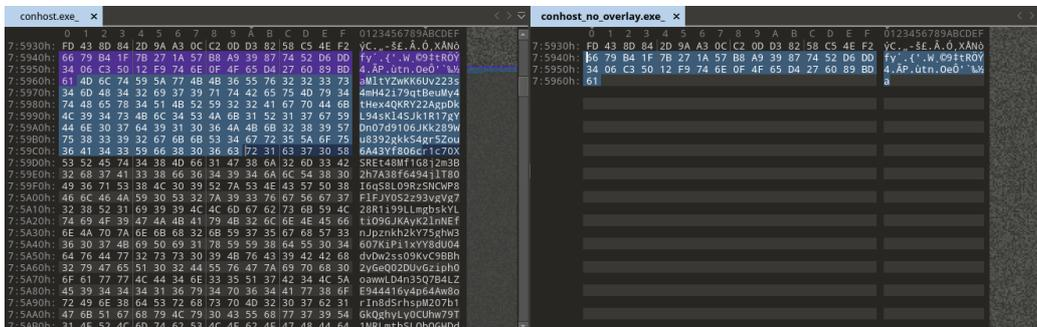 conhost.exe_ ×
0 1 2 3 4 5 6 7 8 9 A B C D E F 0123456789ABCDEF
7:5930h: FD 43 8D 84 2D 9A A3 0C C2 0D D3 82 58 C5 4E F2 ýC.„-š£.Â.Ó‚XÅNò
7:5940h: 66 79 B4 1F 7B 27 1A 57 B8 A9 39 87 74 52 D6 DD fy´.{'.W¸©9‡tRÖÝ
7:5950h: 34 06 C3 50 12 F9 74 6E 0F 4F 65 D4 27 60 89 BD 4.ÃP.ùtn.OeÔ'`‰½
7:5960h: 61 4D 6C 74 59 5A 77 4B 4B 36 55 76 32 32 33 73 aMltYZwKK6Uv223s
7:5970h: 34 6D 48 34 32 69 37 39 71 74 42 65 75 4D 79 34 4mH42i79qtBeuMy4
7:5980h: 74 48 65 78 34 51 4B 52 59 32 32 41 67 70 44 6B tHex4QKRY22AgpDk
7:5990h: 4C 39 34 73 4B 6C 34 53 4A 6B 31 52 31 37 67 59 L94sKl4SJk1R17gY
7:59A0h: 44 6E 30 37 64 39 31 30 36 4A 4B 6B 32 38 39 57 Dn07d9106JKk289W
7:59B0h: 75 38 33 39 32 67 6B 6B 53 34 67 72 35 5A 6F 75 u8392gkkS4gr5Zou
7:59C0h: 36 41 34 33 59 66 38 30 36 63 72 31 63 37 30 58 6A43Yf806cr1c70X
7:59D0h: 53 52 45 74 34 38 4D 66 31 47 38 6A 32 6D 33 42 SREt48Mf1G8j2m3B
7:59E0h: 32 68 37 41 33 38 66 36 34 39 34 6A 6C 54 38 30 2h7A38f6494jlT80
7:59F0h: 49 36 71 53 38 4C 30 39 52 7A 53 4E 43 57 50 38 I6qS8L09RzSNCWP8
7:5A00h: 46 6C 46 4A 59 30 53 32 7A 39 33 76 67 56 67 37 FlFJY0S2z93vgVg7
7:5A10h: 32 38 52 31 69 39 39 4C 4C 6D 67 62 73 6B 59 4C 28R1i99LLmgbskYL
7:5A20h: 74 69 4F 39 47 4A 4B 41 79 4B 32 6C 6E 4E 45 66 tiO9GJKAyK2lnNEf
7:5A30h: 6E 4A 70 7A 6E 6B 68 32 6B 59 37 35 67 68 57 33 nJpznkh2kY75ghW3
7:5A40h: 36 30 37 4B 69 50 69 31 78 59 59 38 64 55 30 34 607KiPi1xYY8dU04
7:5A50h: 64 76 44 77 32 73 73 30 39 4B 76 43 39 42 42 68 dvDw2ss09KvC9BBh
7:5A60h: 32 79 47 65 51 30 32 44 55 76 47 7A 69 70 68 30 2yGeQ02DUvGziph0
7:5A70h: 6F 61 77 77 4C 44 34 6E 33 35 51 37 42 34 4C 5A oawwLD4n35Q7B4LZ
7:5A80h: 45 39 34 34 34 31 36 79 34 70 36 34 41 77 38 6F E944416y4p64Aw8o
7:5A90h: 72 49 6E 38 64 53 72 68 73 70 4D 32 30 37 62 31 rIn8dSrhspM207b1
7:5AA0h: 47 6B 51 67 68 79 4C 79 30 43 55 68 77 37 39 54 GkQghyLy0CUhw79T
conhost_no_overlay.exe_ ×
0 1 2 3 4 5 6 7 8 9 A B C D E F 0123456789ABCDEF
7:5930h: FD 43 8D 84 2D 9A A3 0C C2 0D D3 82 58 C5 4E F2 ýC.„-š£.Â.Ó‚XÅNò
7:5940h: 66 79 B4 1F 7B 27 1A 57 B8 A9 39 87 74 52 D6 DD fy´.{'.W¸©9‡tRÖÝ
7:5950h: 34 06 C3 50 12 F9 74 6E 0F 4F 65 D4 27 60 89 BD 4.ÃP.ùtn.OeÔ'`‰½
7:5960h: 61 a